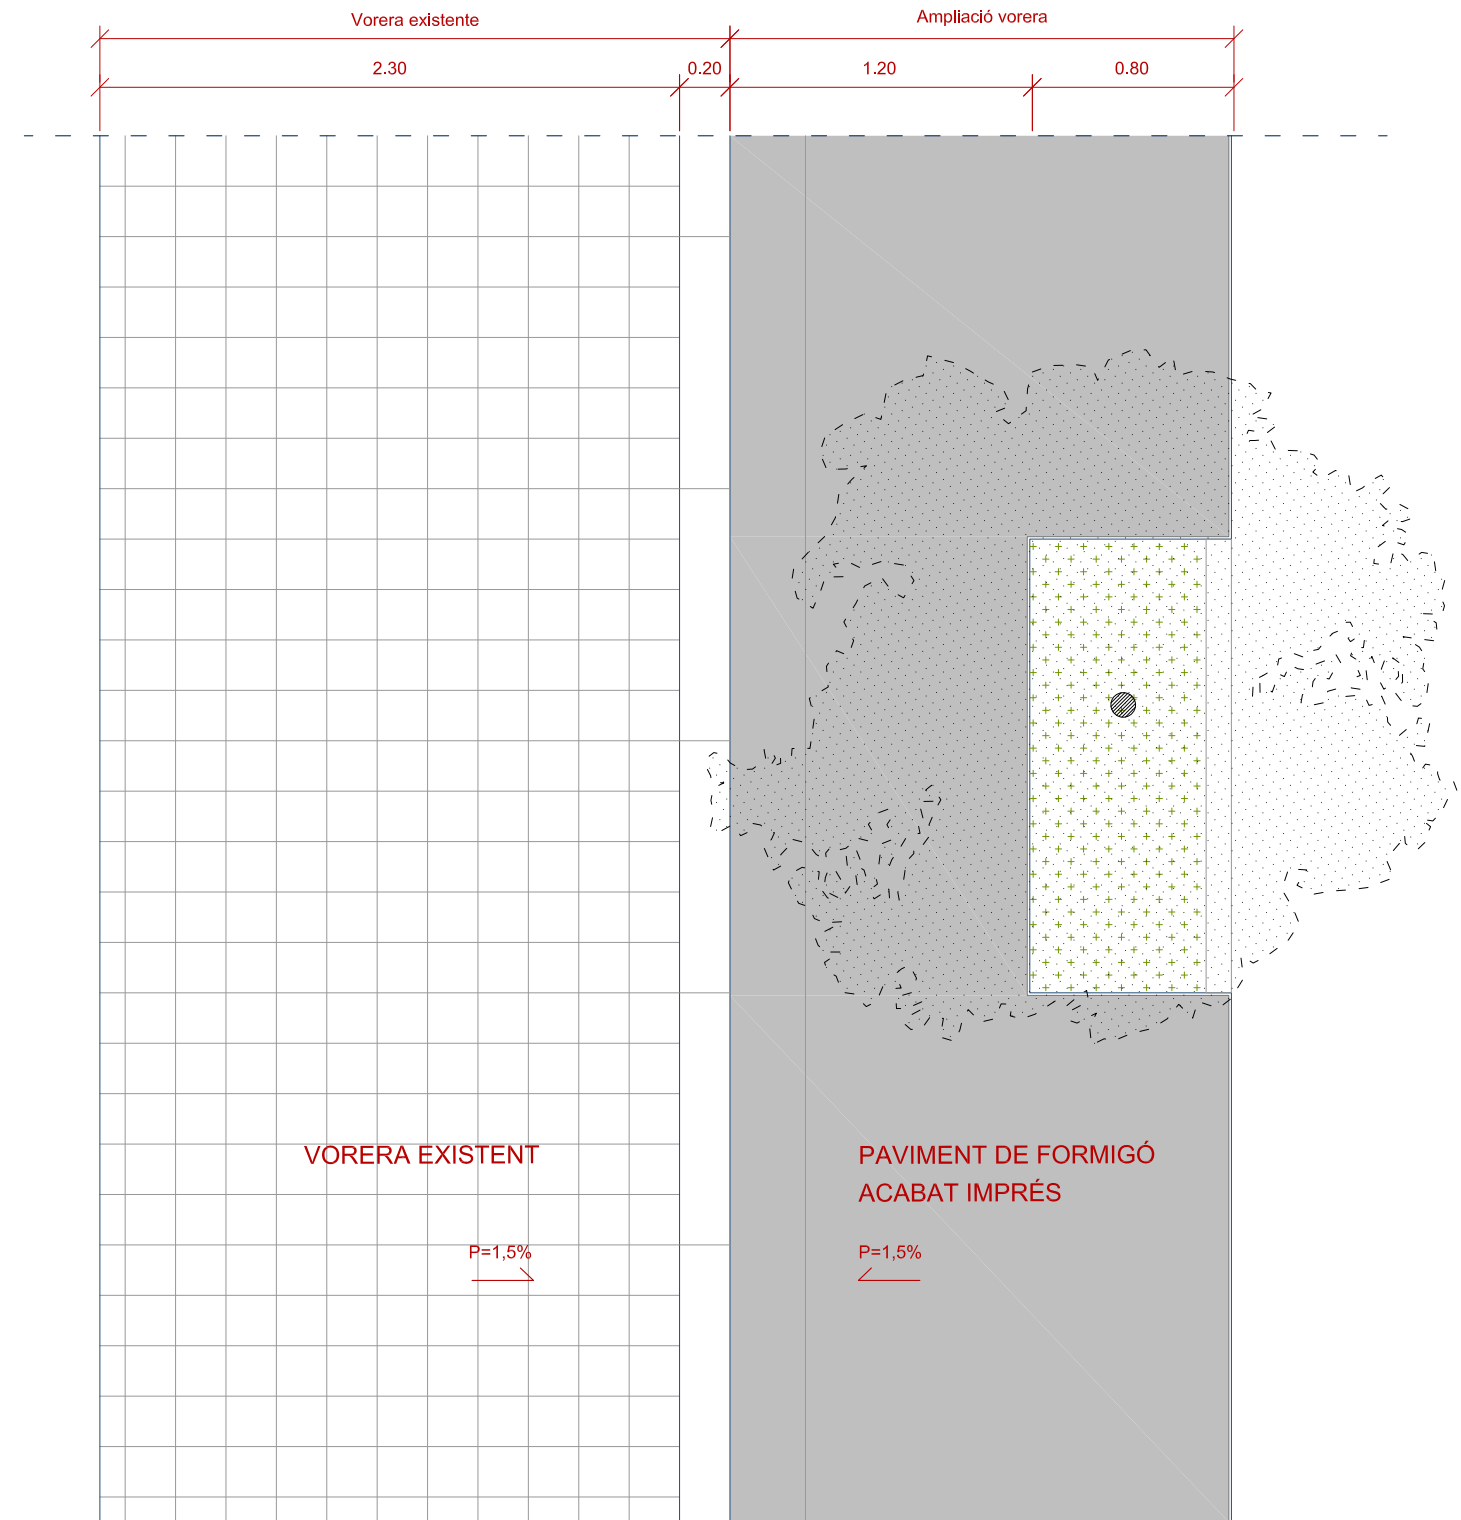 Vorera existente
Ampliació vorera
2.30
0.20
1.20
0.80
VORERA EXISTENT
PAVIMENT DE FORMIGÓ
ACABAT IMPRÉS
P=1,5%
P=1,5%